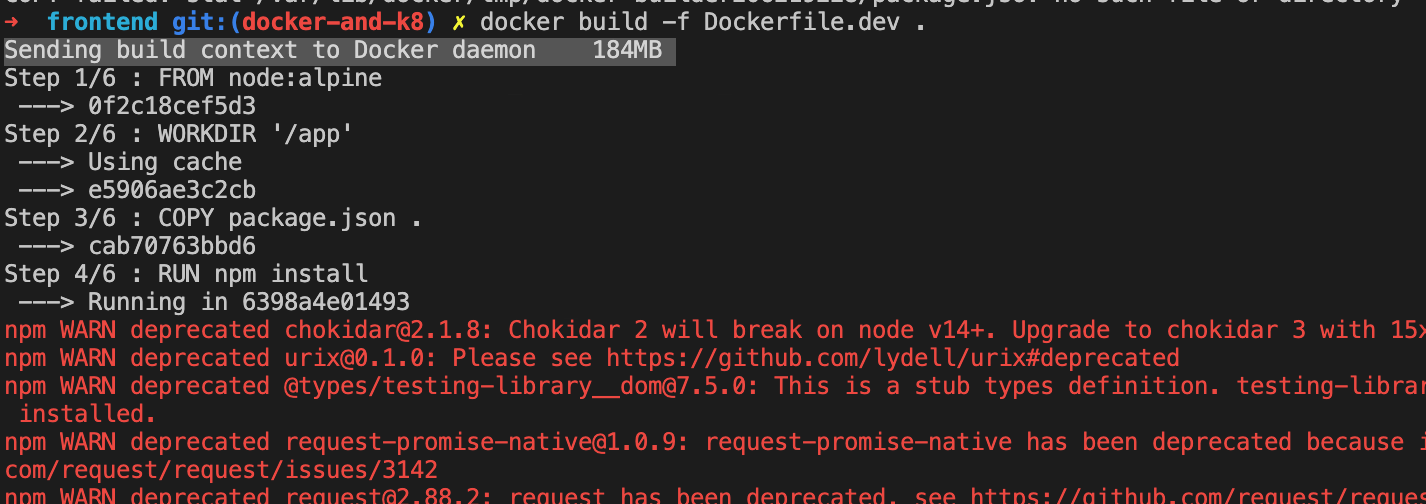 ➜  frontend git:(docker-and-k8) ✗ docker build -f Dockerfile.dev .
Sending build context to Docker daemon    184MB
Step 1/6 : FROM node:alpine
 ---> 0f2c18cef5d3
Step 2/6 : WORKDIR '/app'
 ---> Using cache
 ---> e5906ae3c2cb
Step 3/6 : COPY package.json .
 ---> cab70763bbd6
Step 4/6 : RUN npm install
 ---> Running in 6398a4e01493
npm WARN deprecated chokidar@2.1.8: Chokidar 2 will break on node v14+. Upgrade to chokidar 3 with 15x
npm WARN deprecated urix@0.1.0: Please see https://github.com/lydell/urix#deprecated
npm WARN deprecated @types/testing-library__dom@7.5.0: This is a stub types definition. testing-librar
 installed.
npm WARN deprecated request-promise-native@1.0.9: request-promise-native has been deprecated because i
com/request/request/issues/3142
npm WARN deprecated request@2.88.2: request has been deprecated, see https://github.com/request/reques